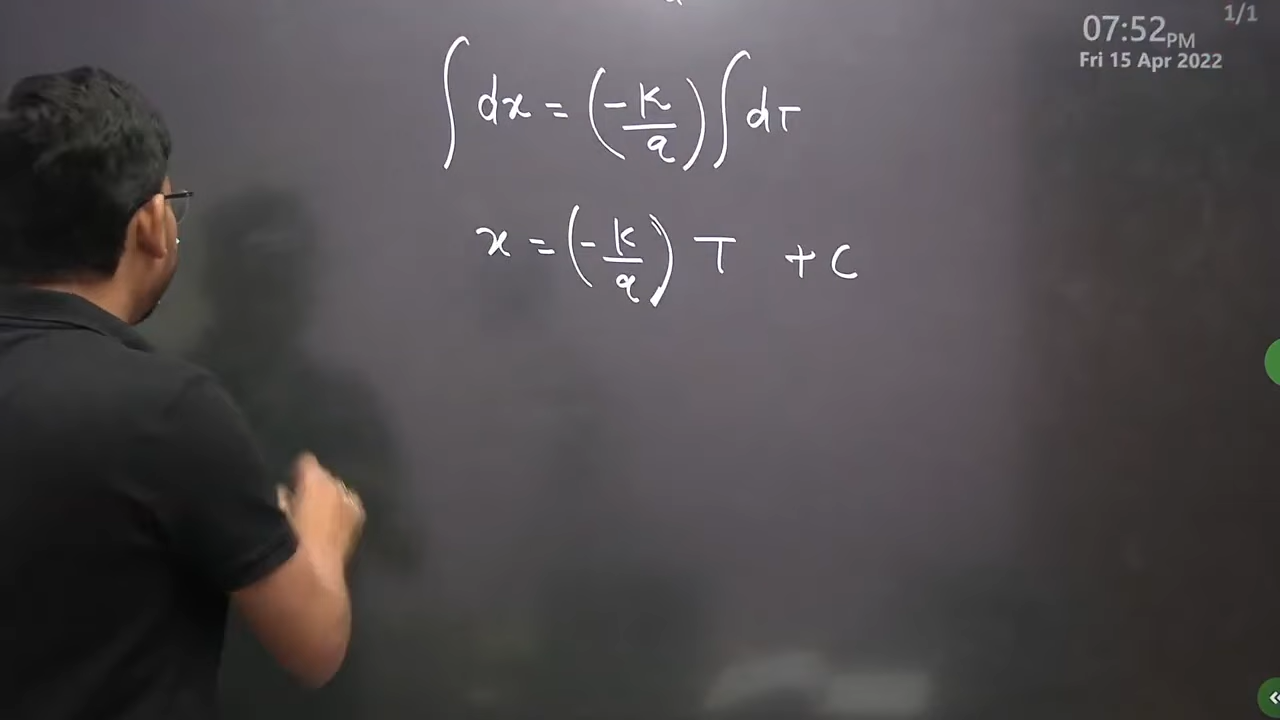 1/1
07:52PM
Fri 15 Apr 2022
∫ dx = (-K/q) ∫ dT
x = (-K/q) T + C